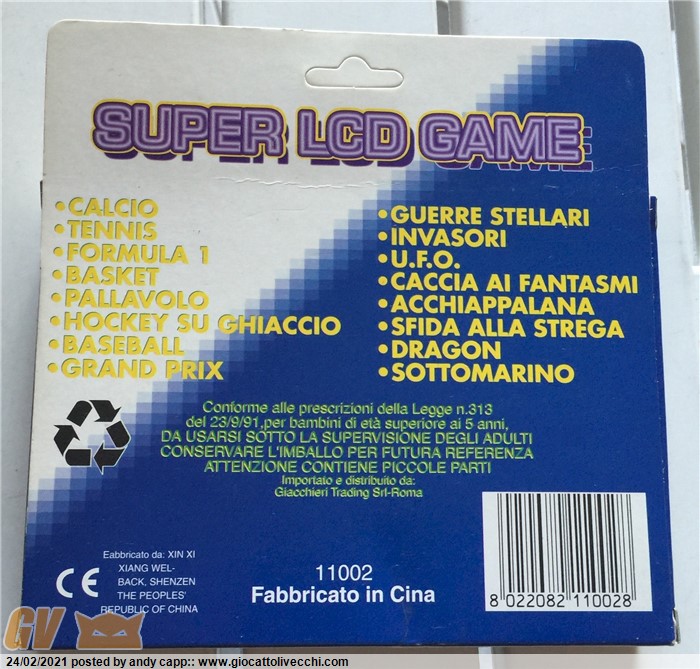 SUPER LCD GAME
•CALCIO
•TENNIS
•FORMULA 1
•BASKET
•PALLAVOLO
•HOCKEY SU GHIACCIO
•BASEBALL
•GRAND PRIX
•GUERRE STELLARI
•INVASORI
•U.F.O.
•CACCIA AI FANTASMI
•ACCHIAPPALANA
•SFIDA ALLA STREGA
•DRAGON
•SOTTOMARINO
Conforme alle prescrizioni della Legge n.313
del 23/9/91,per bambini di età superiore ai 5 anni,
DA USARSI SOTTO LA SUPERVISIONE DEGLI ADULTI
CONSERVARE L'IMBALLO PER FUTURA REFERENZA
ATTENZIONE CONTIENE PICCOLE PARTI
Importato e distribuito da:
Giacchieri Trading Srl-Roma
CE
Eabbricato da: XIN XI
XIANG WEL-
BACK, SHENZEN
THE PEOPLES'
REPUBLIC OF CHINA
11002
Fabbricato in Cina
8 022082 110028
GV
24/02/2021 posted by andy capp:: www.giocattolivecchi.com